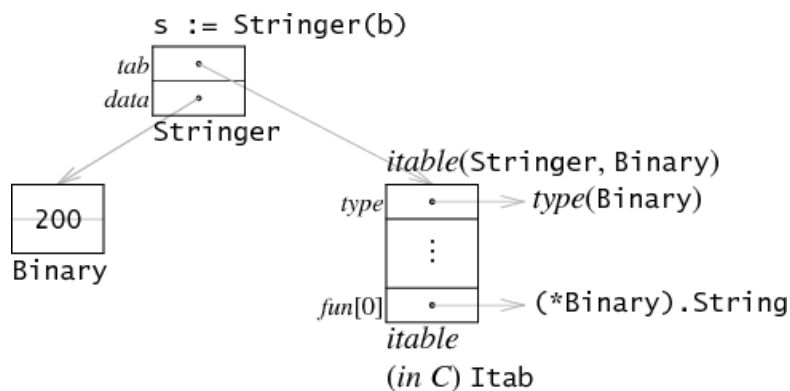 s := Stringer(b)
tab
data
Stringer
itable(Stringer, Binary)
200
type
type(Binary)
⋮
Binary
fun[0]
(*Binary).String
itable
(in C) Itab